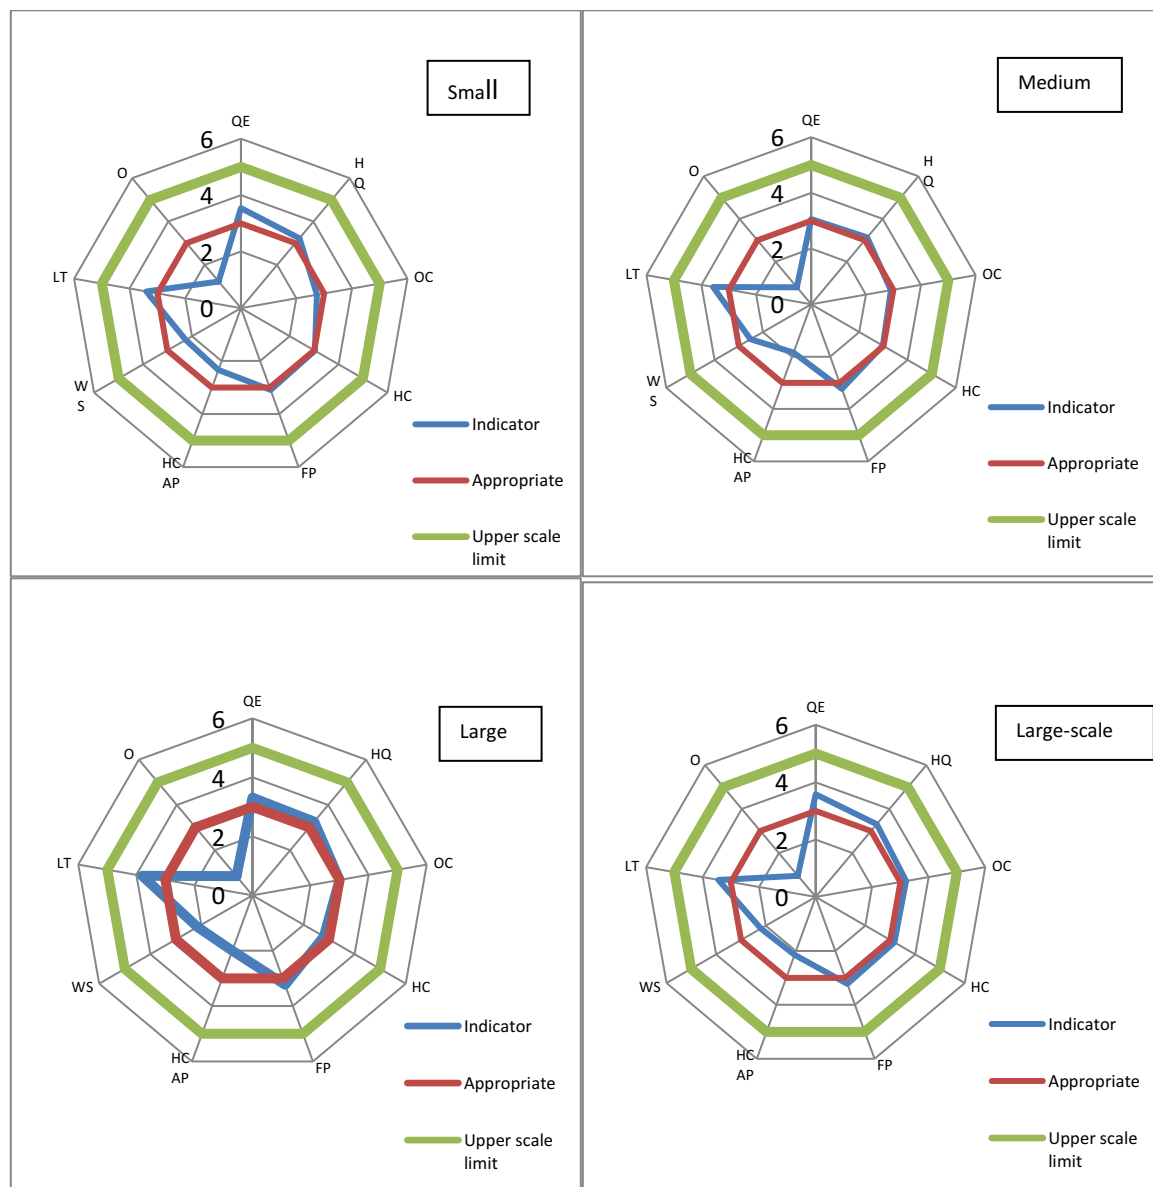 Small
QE
6
H
Q
O
4
2
LT
OC
0
W
S
HC
HC
AP
FP
Indicator
Appropriate
Upper scale
limit
Medium
QE
6
H
Q
O
4
2
LT
OC
0
W
S
HC
HC
AP
FP
Indicator
Appropriate
Upper scale
limit
Large
QE
6
O
HQ
4
2
LT
OC
0
WS
HC
HC
AP
FP
Indicator
Appropriate
Upper scale
limit
Large-scale
QE
6
O
HQ
4
2
LT
OC
0
WS
HC
HC
AP
FP
Indicator
Appropriate
Upper scale
limit